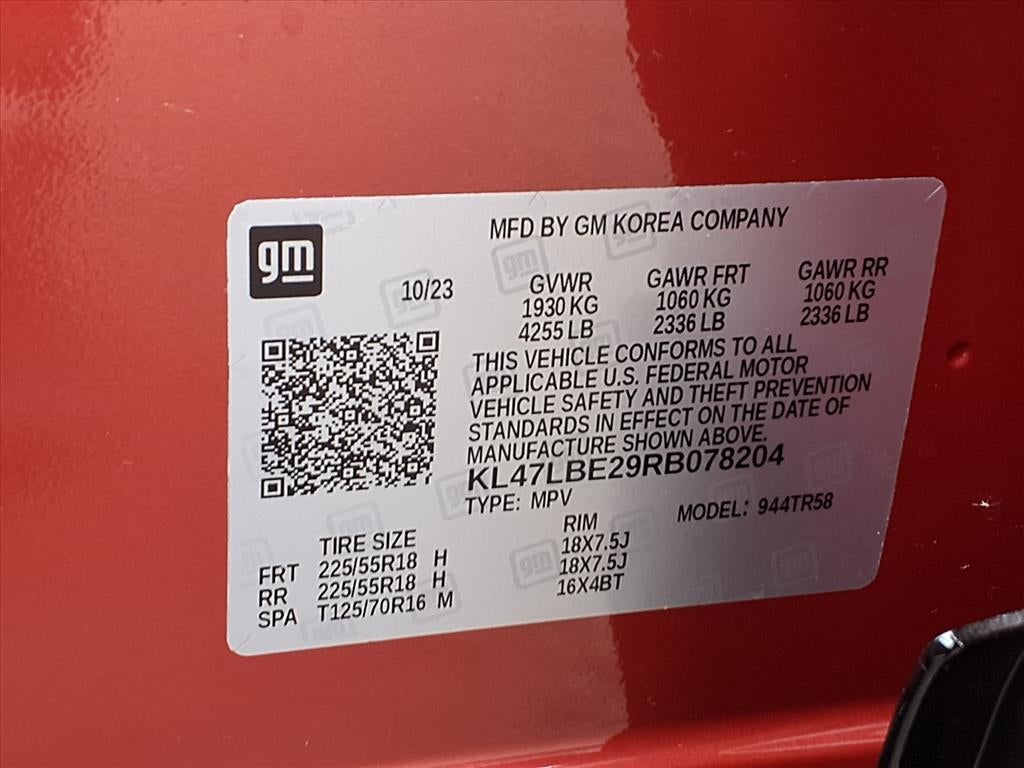 gm
MFD BY GM KOREA COMPANY
10/23
GVWR GAWR FRT GAWR RR
1930 KG 1060 KG 1060 KG
4255 LB 2336 LB 2336 LB
THIS VEHICLE CONFORMS TO ALL
APPLICABLE U.S. FEDERAL MOTOR
VEHICLE SAFETY AND THEFT PREVENTION
STANDARDS IN EFFECT ON THE DATE OF
MANUFACTURE SHOWN ABOVE.
KL47LBE29RB078204
TYPE: MPV MODEL: 944TR58
TIRE SIZE RIM
FRT 225/55R18 H 18X7.5J
RR 225/55R18 H 18X7.5J
SPA T125/70R16 M 16X4BT